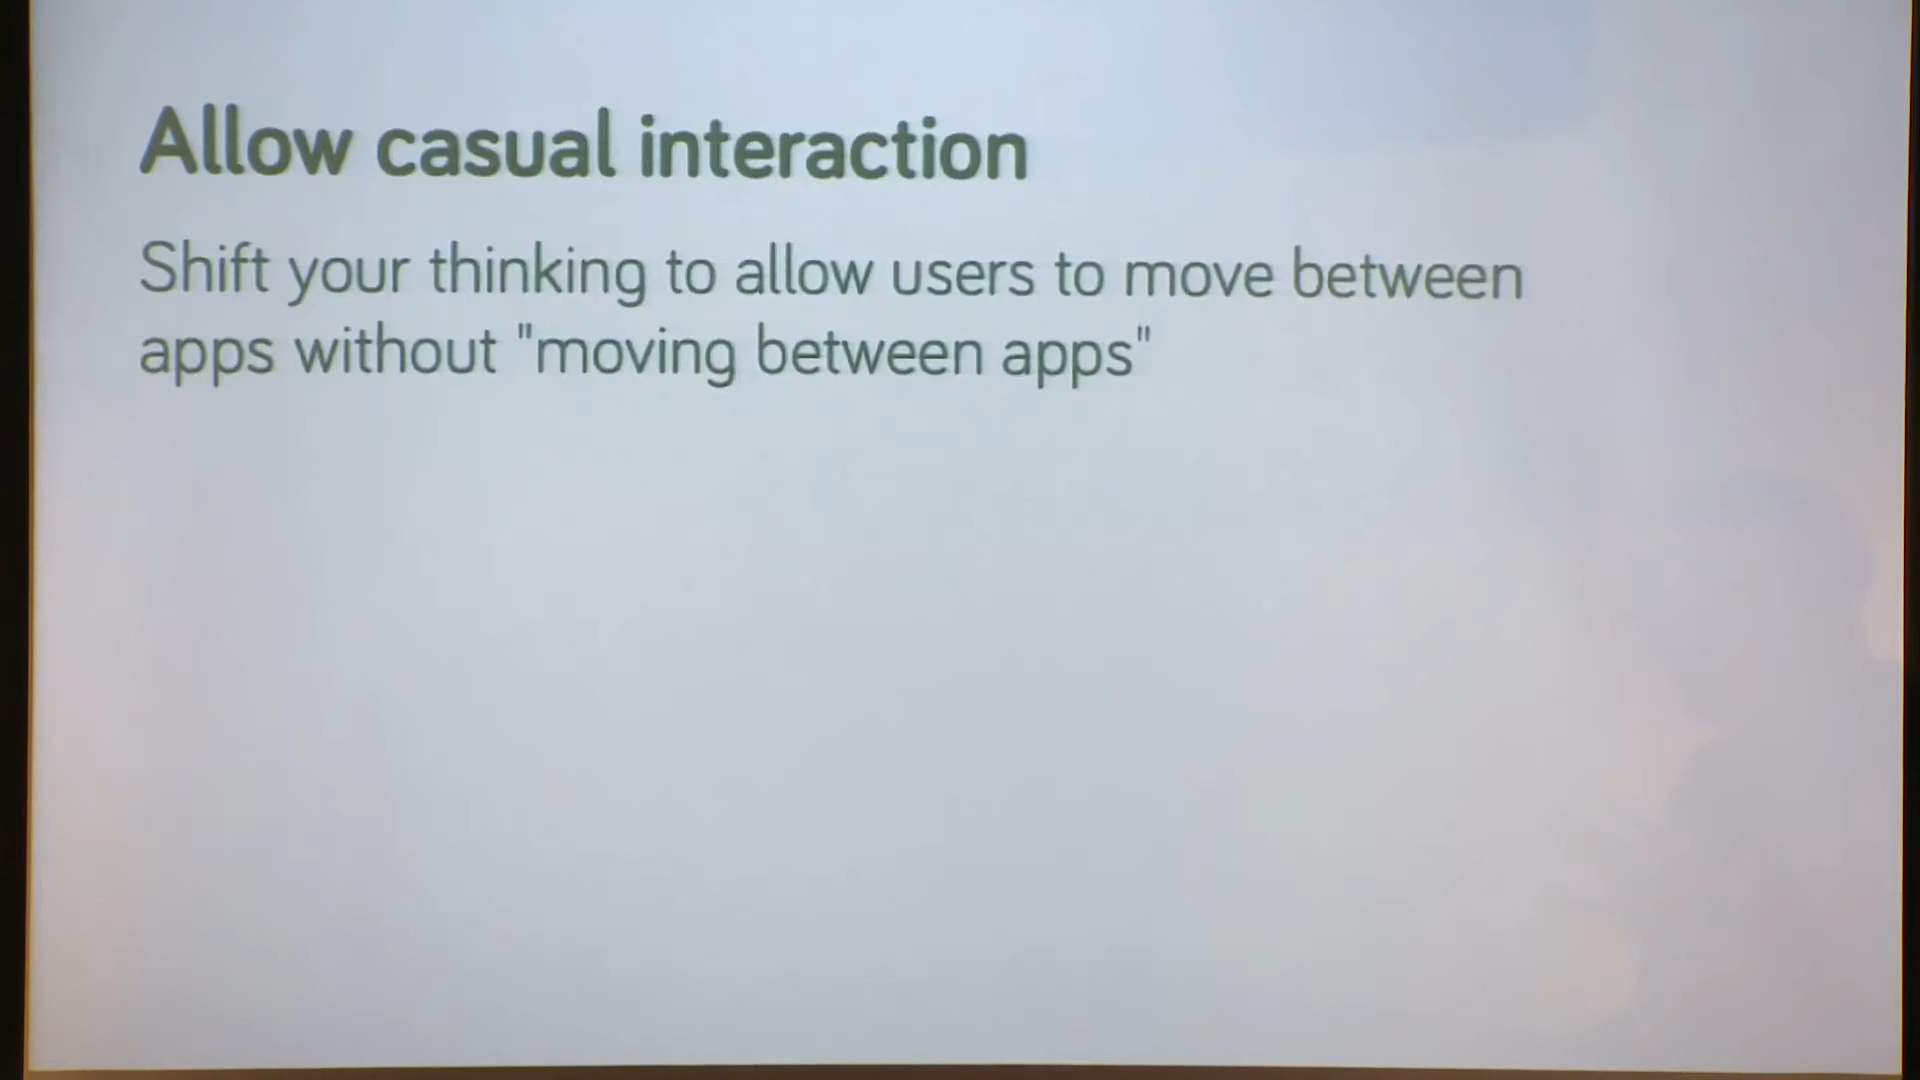 Allow casual interaction
Shift your thinking to allow users to move between
apps without "moving between apps"